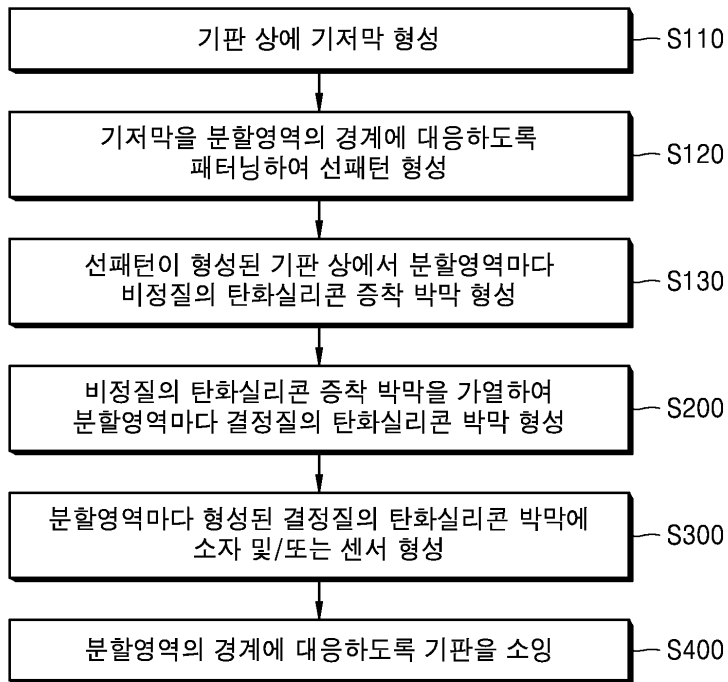 기판 상에 기저막 형성
S110
기저막을 분할영역의 경계에 대응하도록
패터닝하여 선패턴 형성
S120
선패턴이 형성된 기판 상에서 분할영역마다
비정질의 탄화실리콘 증착 박막 형성
S130
비정질의 탄화실리콘 증착 박막을 가열하여
분할영역마다 결정질의 탄화실리콘 박막 형성
S200
분할영역마다 형성된 결정질의 탄화실리콘 박막에
소자 및/또는 센서 형성
S300
분할영역의 경계에 대응하도록 기판을 소잉
S400